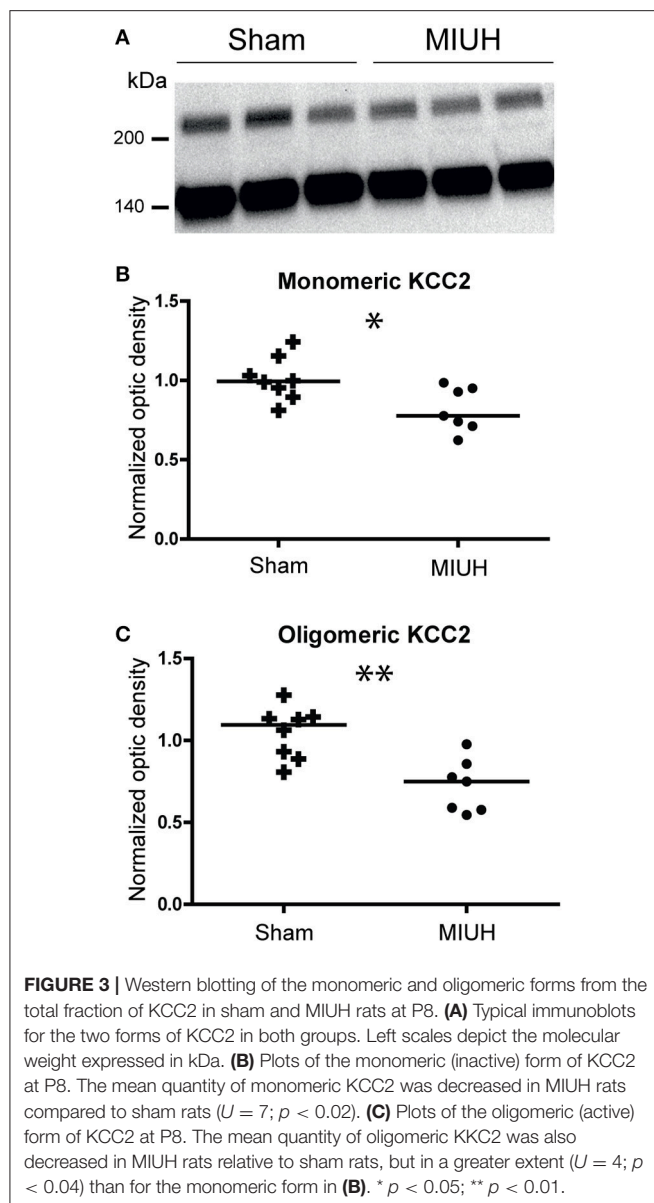 A
Sham MIUH
kDa
200
140
B
Monomeric KCC2
1.5
*
1.0
0.5
0.0
Normalized optic density
Sham MIUH
C
Oligomeric KCC2
1.5
**
1.0
0.5
0.0
Normalized optic density
Sham MIUH
FIGURE 3 | Western blotting of the monomeric and oligomeric forms from the
total fraction of KCC2 in sham and MIUH rats at P8. (A) Typical immunoblots
for the two forms of KCC2 in both groups. Left scales depict the molecular
weight expressed in kDa. (B) Plots of the monomeric (inactive) form of KCC2
at P8. The mean quantity of monomeric KCC2 was decreased in MIUH rats
compared to sham rats (U = 7; p < 0.02). (C) Plots of the oligomeric (active)
form of KCC2 at P8. The mean quantity of oligomeric KKC2 was also
decreased in MIUH rats relative to sham rats, but in a greater extent (U = 4; p
< 0.04) than for the monomeric form in (B). * p < 0.05; ** p < 0.01.